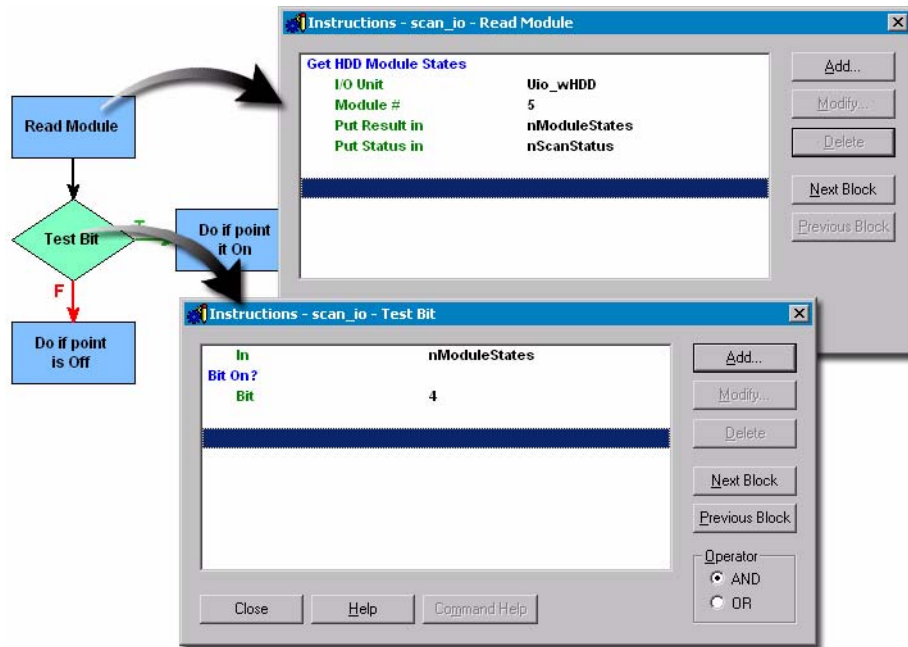 Instructions - scan_io - Read Module
Get HDD Module States
I/O Unit Uio_wHDD
Module # 5
Put Result in nModuleStates
Put Status in nScanStatus
Add...
Modify...
Delete
Next Block
Previous Block
Read Module
Test Bit
T
Do if point
it On
F
Do if point
is Off
Instructions - scan_io - Test Bit
In nModuleStates
Bit On?
Bit 4
Add...
Modify...
Delete
Next Block
Previous Block
Operator
AND
OR
Close
Help
Command Help